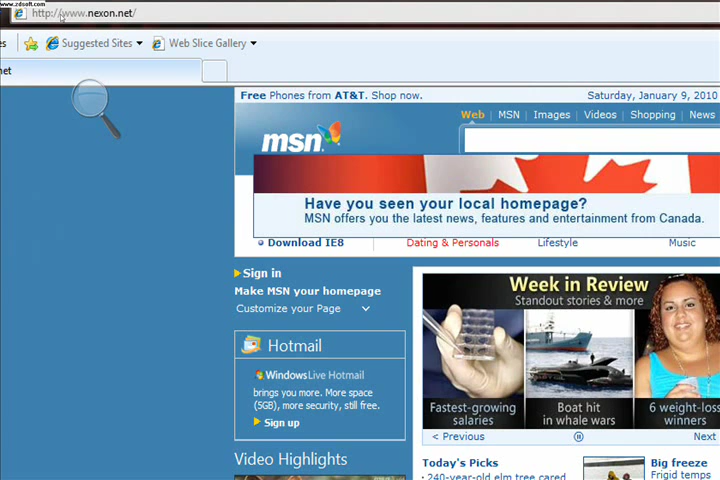 www.zdsoft.com
http://www.nexon.net/
es
Suggested Sites
Web Slice Gallery
net
Free Phones from AT&T. Shop now.
Saturday, January 9, 2010
Web
MSN
Images
Videos
Shopping
News
msn
Have you seen your local homepage?
MSN offers you the latest news, features and entertainment from Canada.
Download IE8
Dating & Personals
Lifestyle
Music
Sign in
Make MSN your homepage
Customize your Page
Hotmail
WindowsLive Hotmail
brings you more. More space
(5GB), more security, still free.
Sign up
Video Highlights
Week in Review
Standout stories & more
Fastest-growing
salaries
Boat hit
in whale wars
6 weight-loss
winners
< Previous
Next
Today's Picks
· 240-year-old elm tree cared
Big freeze
Frigid temps